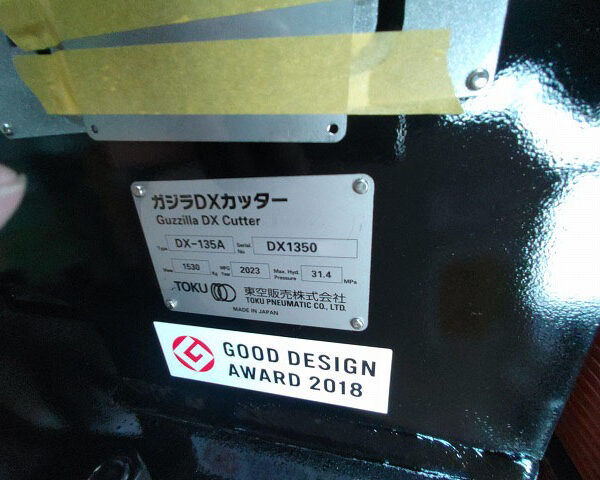 ガジラDXカッター
Guzzilla DX Cutter
Type DX-135A Serial No DX1350
Mass 1530 Kg MFG Year 2023 Max. Hyd. Pressure 31.4 MPa
TOKU 東空販売株式会社
TOKU PNEUMATIC CO., LTD.
MADE IN JAPAN
GOOD DESIGN
AWARD 2018